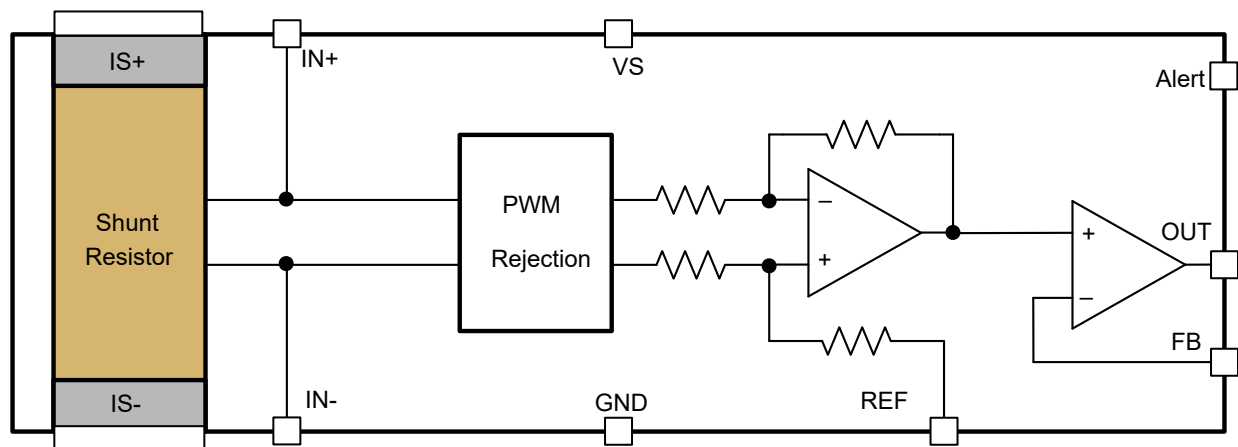 IS+
IN+
VS
Alert
Shunt
Resistor
PWM
Rejection
−
+
+
−
OUT
FB
IS-
IN-
GND
REF